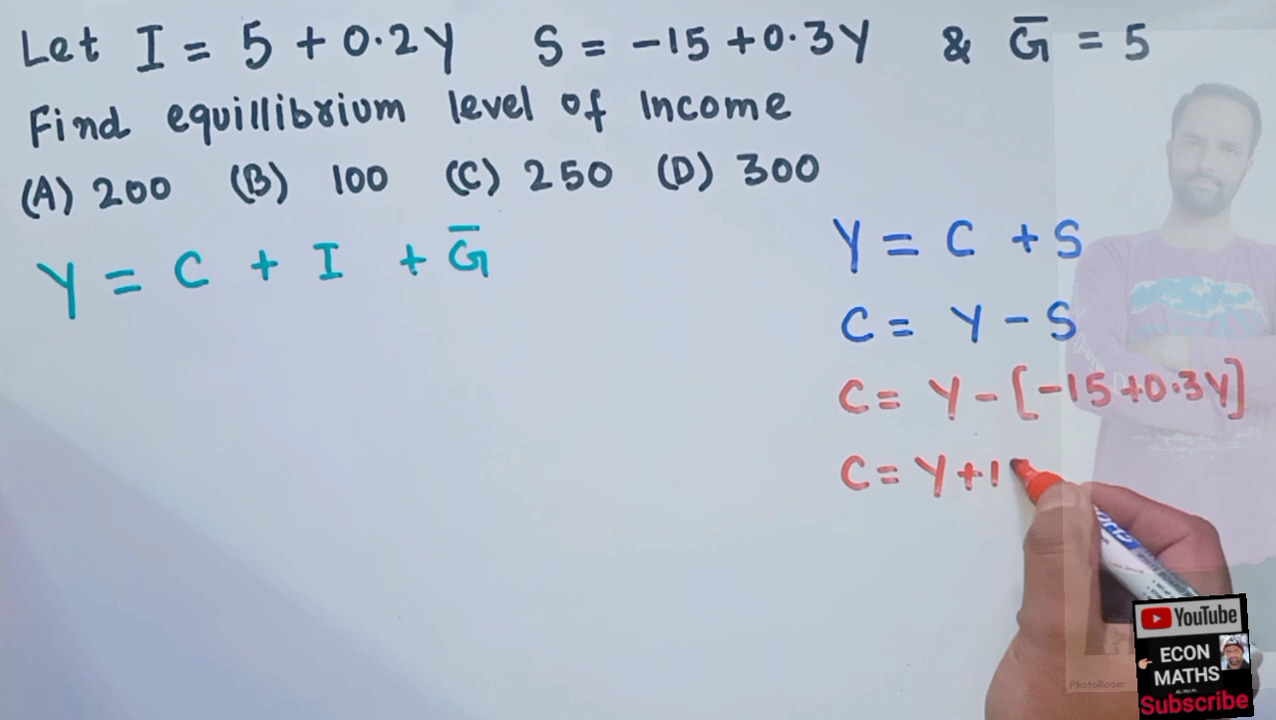 Let I = 5 + 0.2Y   S = -15 + 0.3Y   & G̅ = 5
Find equillibrium level of Income
(A) 200 (B) 100 (C) 250 (D) 300
Y = C + I + G̅
Y = C + S
C = Y - S
C = Y - [-15+0.3Y]
C = Y + 1
YouTube
ECON
MATHS
Subscribe
PhotoRoom